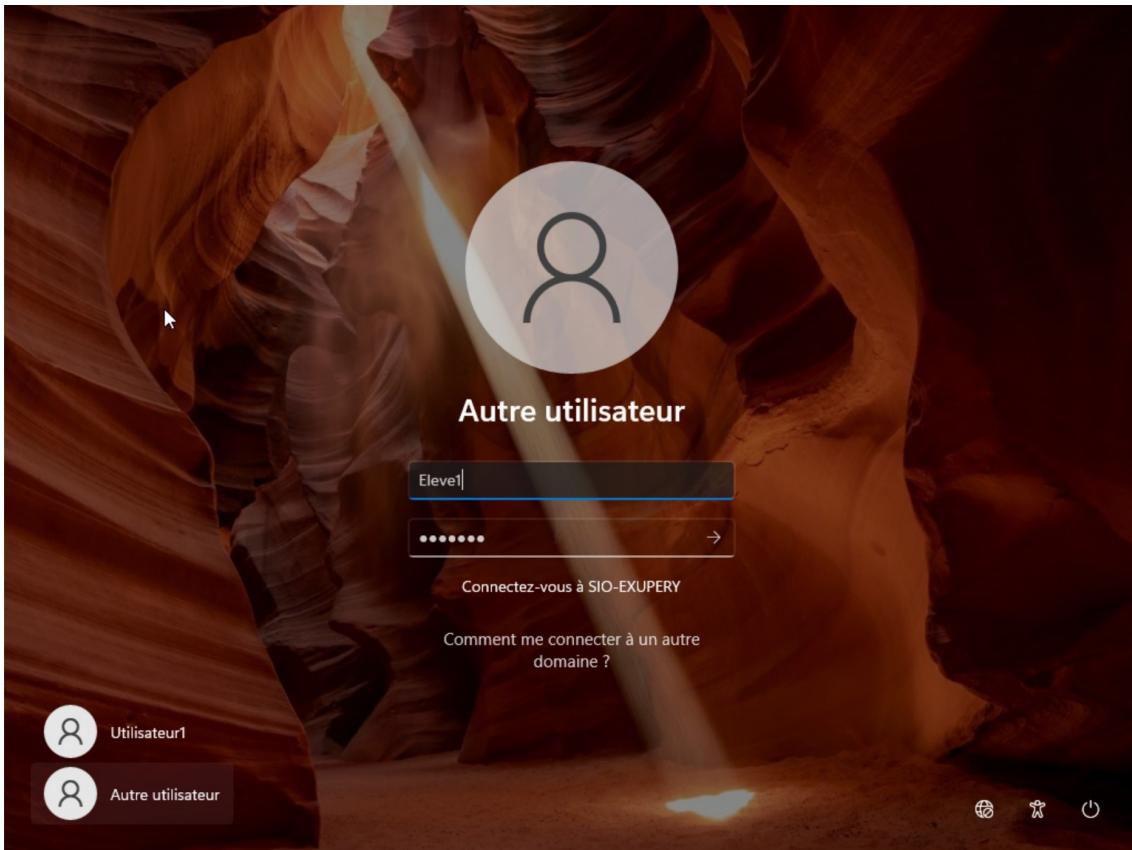 Autre utilisateur
Eleve1
Connectez-vous à SIO-EXUPERY
Comment me connecter à un autre
domaine ?
Utilisateur1
Autre utilisateur